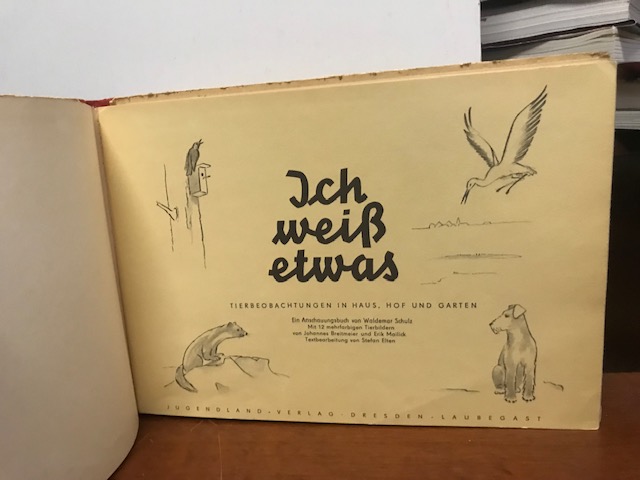 Ich
weiß
etwas
TIERBEOBACHTUNGEN IN HAUS, HOF UND GARTEN
Ein Anschauungsbuch von Waldemar Schulz
Mit 12 mehrfarbigen Tierbildern
von Johannes Breitmeier und Erik Mailick
Textbearbeitung von Stefan Elten
JUGENDLAND-VERLAG · DRESDEN-LAUBEGAST